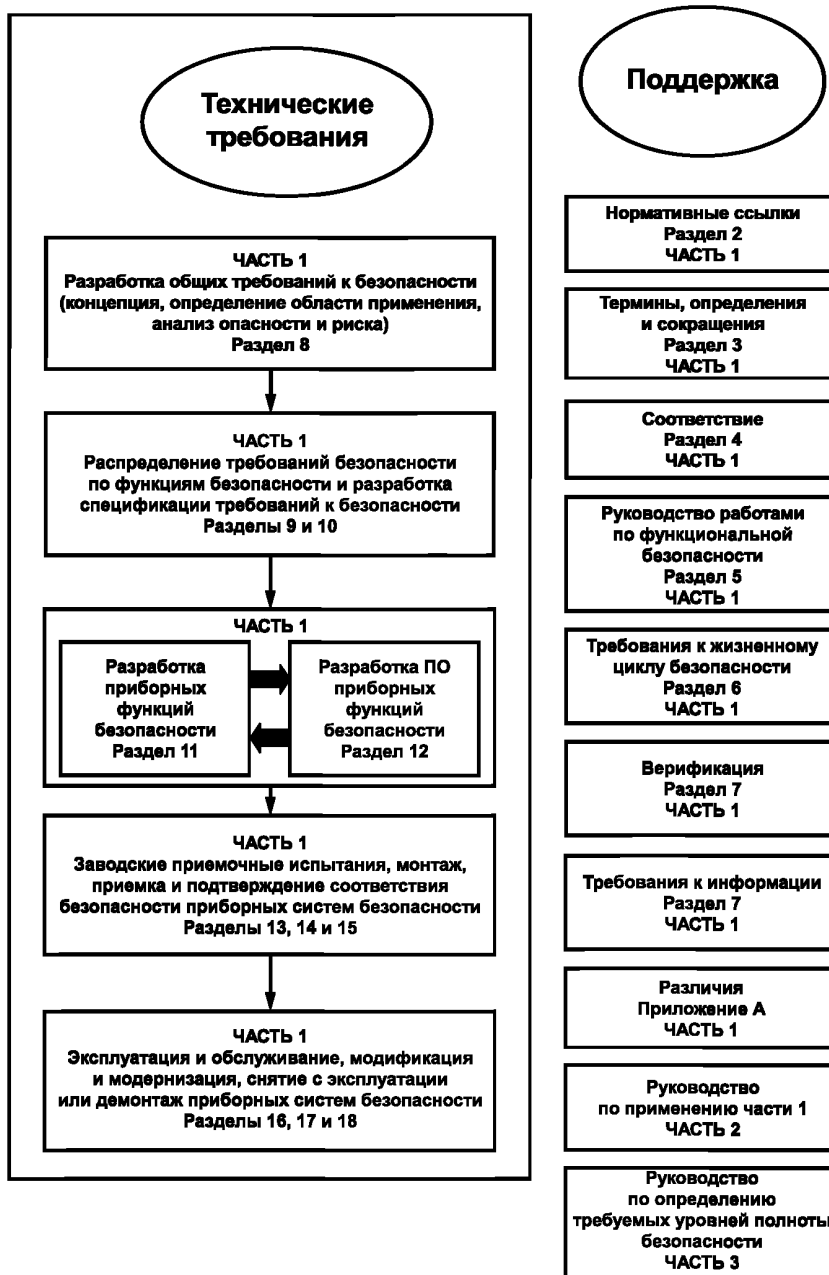 Технические
требования
ЧАСТЬ 1
Разработка общих требований к безопасности
(концепция, определение области применения,
анализ опасности и риска)
Раздел 8
ЧАСТЬ 1
Распределение требований безопасности
по функциям безопасности и разработка
спецификации требований к безопасности
Разделы 9 и 10
ЧАСТЬ 1
Разработка
приборных
функций
безопасности
Раздел 11
Разработка ПО
приборных
функций
безопасности
Раздел 12
ЧАСТЬ 1
Заводские приемочные испытания, монтаж,
приемка и подтверждение соответствия
безопасности приборных систем безопасности
Разделы 13, 14 и 15
ЧАСТЬ 1
Эксплуатация и обслуживание, модификация
и модернизация, снятие с эксплуатации
или демонтаж приборных систем безопасности
Разделы 16, 17 и 18
Поддержка
Нормативные ссылки
Раздел 2
ЧАСТЬ 1
Термины, определения
и сокращения
Раздел 3
ЧАСТЬ 1
Соответствие
Раздел 4
ЧАСТЬ 1
Руководство работами
по функциональной
безопасности
Раздел 5
ЧАСТЬ 1
Требования к жизненному
циклу безопасности
Раздел 6
ЧАСТЬ 1
Верификация
Раздел 7
ЧАСТЬ 1
Требования к информации
Раздел 7
ЧАСТЬ 1
Различия
Приложение А
ЧАСТЬ 1
Руководство
по применению части 1
ЧАСТЬ 2
Руководство
по определению
требуемых уровней полноты
безопасности
ЧАСТЬ 3